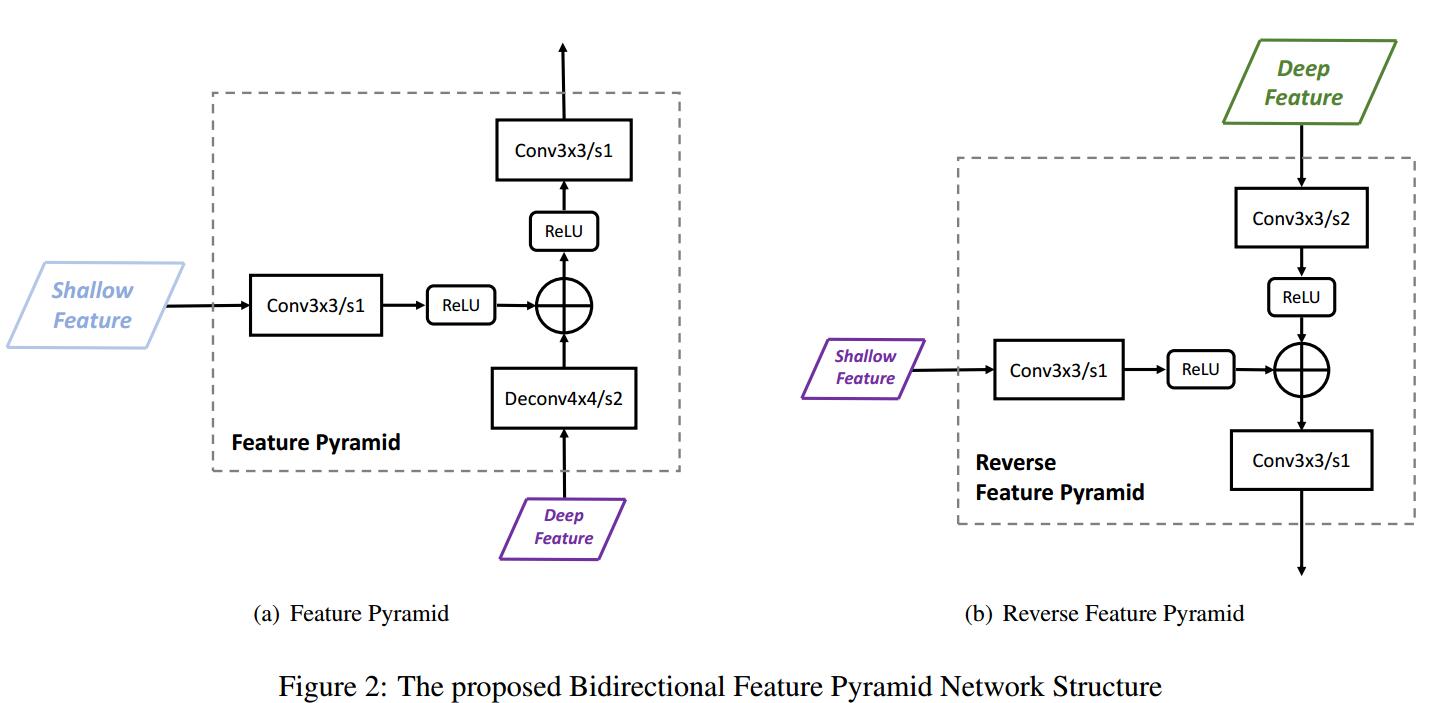 Conv3x3/s1
ReLU
Shallow
Feature
Conv3x3/s1
ReLU
Deconv4x4/s2
Feature Pyramid
Deep
Feature
(a) Feature Pyramid
Deep
Feature
Conv3x3/s2
ReLU
Shallow
Feature
Conv3x3/s1
ReLU
Conv3x3/s1
Reverse
Feature Pyramid
(b) Reverse Feature Pyramid
Figure 2: The proposed Bidirectional Feature Pyramid Network Structure